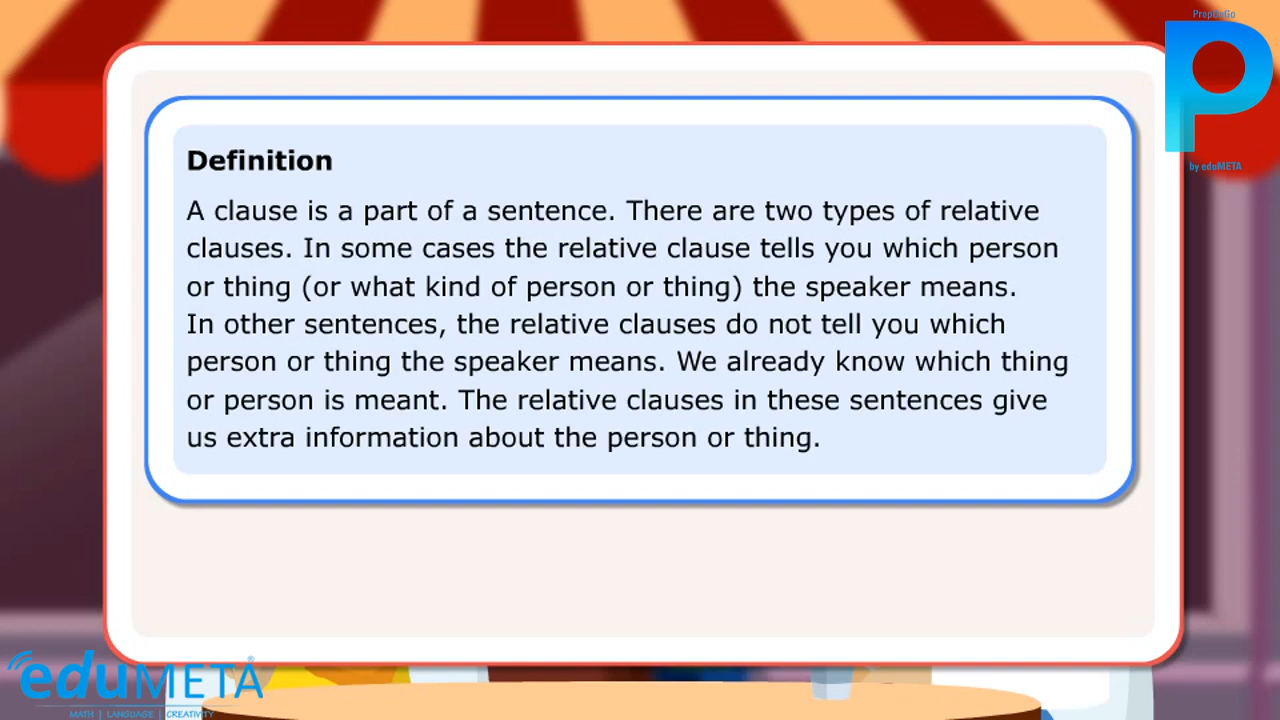 Propósito
Definition
A clause is a part of a sentence. There are two types of relative
clauses. In some cases the relative clause tells you which person
or thing (or what kind of person or thing) the speaker means.
In other sentences, the relative clauses do not tell you which
person or thing the speaker means. We already know which thing
or person is meant. The relative clauses in these sentences give
us extra information about the person or thing.
P
by eduMETA
eduMETA®
MATH | LANGUAGE | CREATIVITY